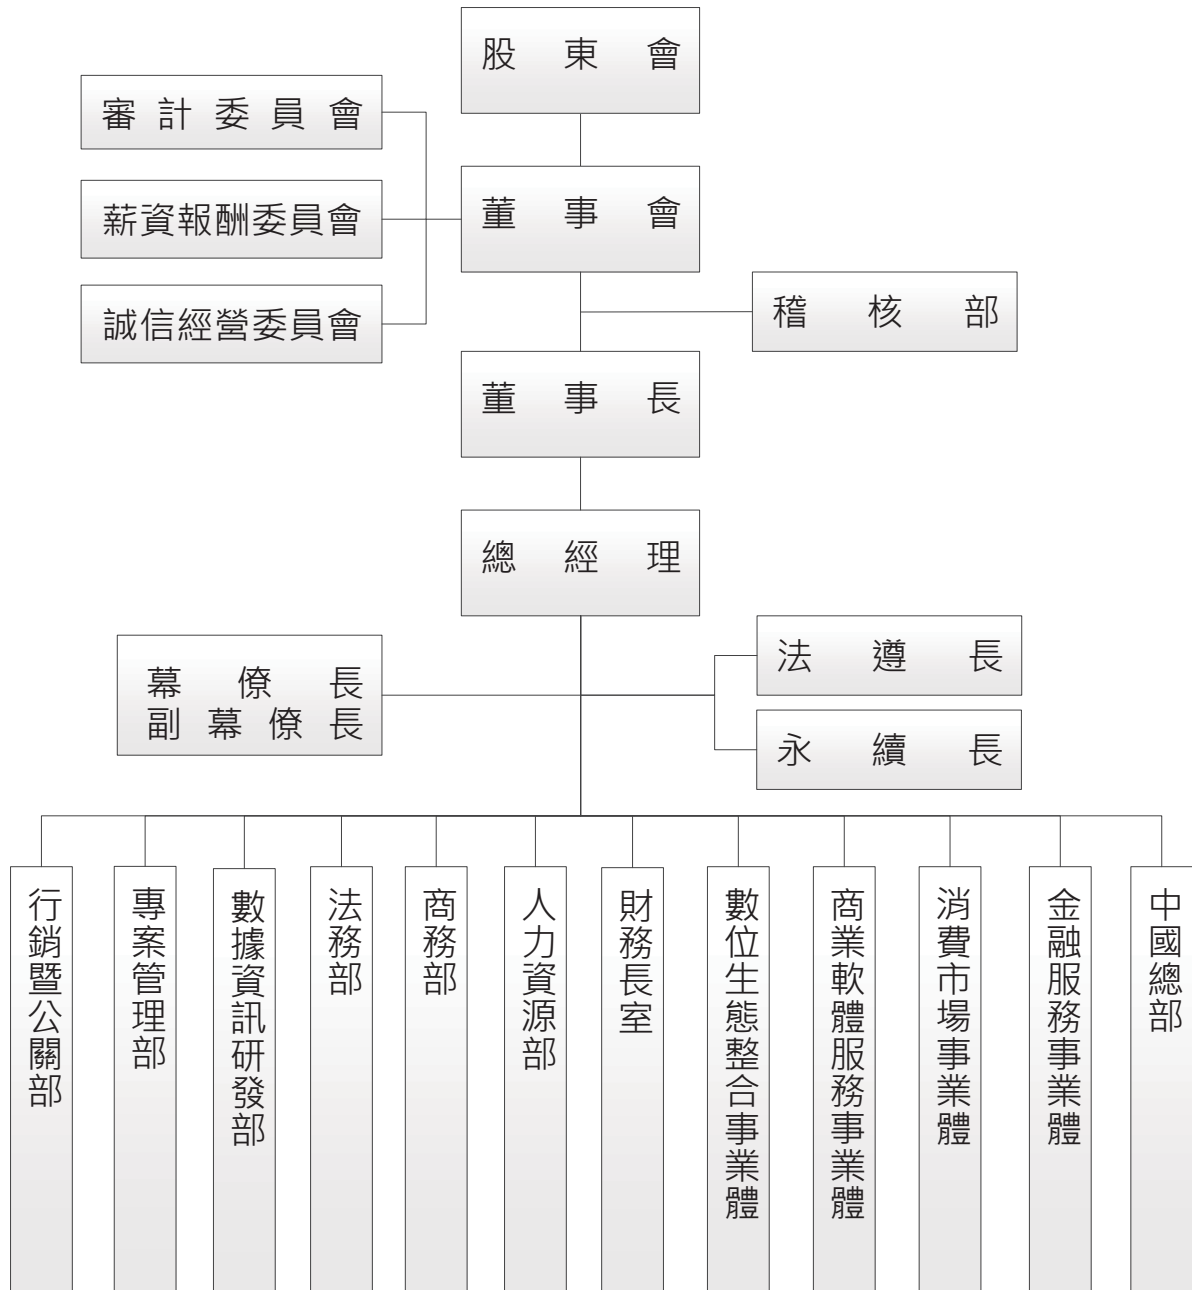 股東會
審計委員會
薪資報酬委員會
董事會
誠信經營委員會
稽核部
董事長
總經理
幕僚長
副幕僚長
法遵長
永續長
行銷暨公關部
專案管理部
數據資訊研發部
法務部
商務部
人力資源部
財務長室
數位生態整合事業體
商業軟體服務事業體
消費市場事業體
金融服務事業體
中國總部